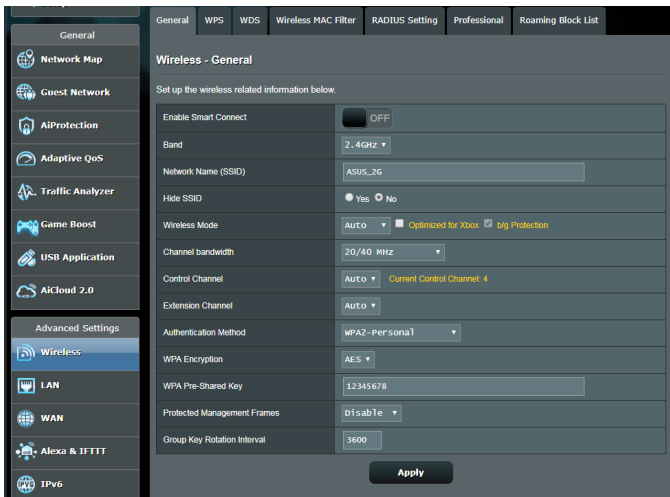 General
Network Map
Guest Network
AiProtection
Adaptive QoS
Traffic Analyzer
Game Boost
USB Application
AiCloud 2.0
Advanced Settings
Wireless
LAN
WAN
Alexa & IFTTT
IPv6
General WPS WDS Wireless MAC Filter RADIUS Setting Professional Roaming Block List
Wireless - General
Set up the wireless related information below.
Enable Smart Connect OFF
Band 2.4GHz
Network Name (SSID) ASUS_2G
Hide SSID Yes No
Wireless Mode Auto Optimized for Xbox b/g Protection
Channel bandwidth 20/40 MHz
Control Channel Auto Current Control Channel: 4
Extension Channel Auto
Authentication Method WPA2-Personal
WPA Encryption AES
WPA Pre-Shared Key 12345678
Protected Management Frames Disable
Group Key Rotation Interval 3600
Apply